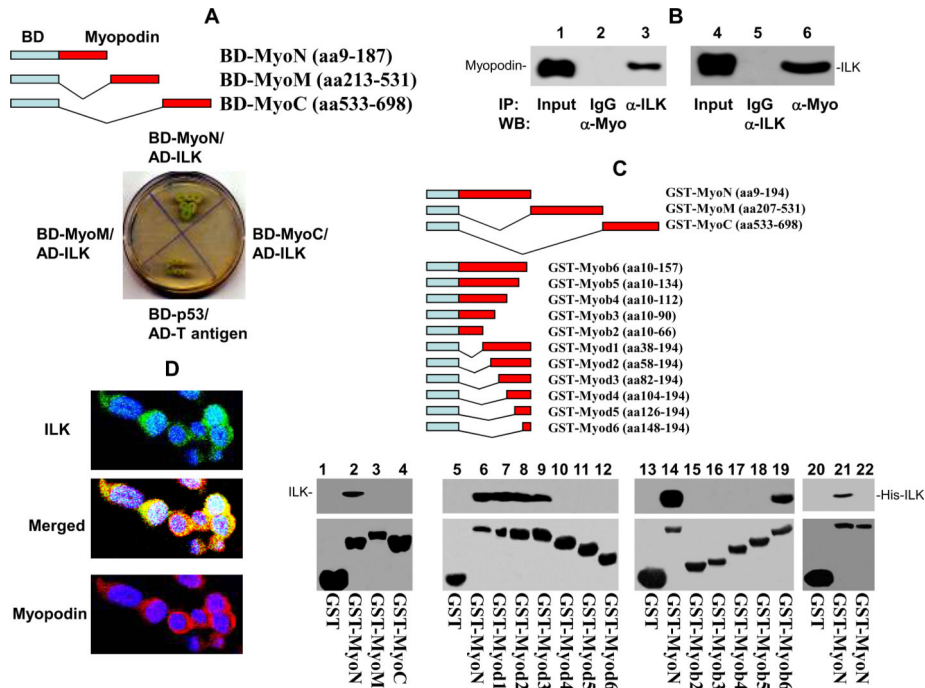 A
BD Myopodin
BD-MyoN (aa9-187)
BD-MyoM (aa213-531)
BD-MyoC (aa533-698)
BD-MyoN/
AD-ILK
BD-MyoM/
AD-ILK
BD-MyoC/
AD-ILK
BD-p53/
AD-T antigen
B
1 2 3 4 5 6
Myopodin- -ILK
IP: Input IgG α-ILK Input IgG α-Myo
WB: α-Myo α-ILK
C
GST-MyoN (aa9-194)
GST-MyoM (aa207-531)
GST-MyoC (aa533-698)
GST-Myob6 (aa10-157)
GST-Myob5 (aa10-134)
GST-Myob4 (aa10-112)
GST-Myob3 (aa10-90)
GST-Myob2 (aa10-66)
GST-Myod1 (aa38-194)
GST-Myod2 (aa58-194)
GST-Myod3 (aa82-194)
GST-Myod4 (aa104-194)
GST-Myod5 (aa126-194)
GST-Myod6 (aa148-194)
D
ILK
Merged
Myopodin
1 2 3 4 5 6 7 8 9 10 11 12 13 14 15 16 17 18 19 20 21 22
ILK- -His-ILK
GST
GST-MyoN
GST-MyoM
GST-MyoC
GST
GST-MyoN
GST-Myod1
GST-Myod2
GST-Myod3
GST-Myod4
GST-Myod5
GST-Myod6
GST
GST-MyoN
GST-Myob2
GST-Myob3
GST-Myob4
GST-Myob5
GST-Myob6
GST
GST-MyoN
GST-MyoN